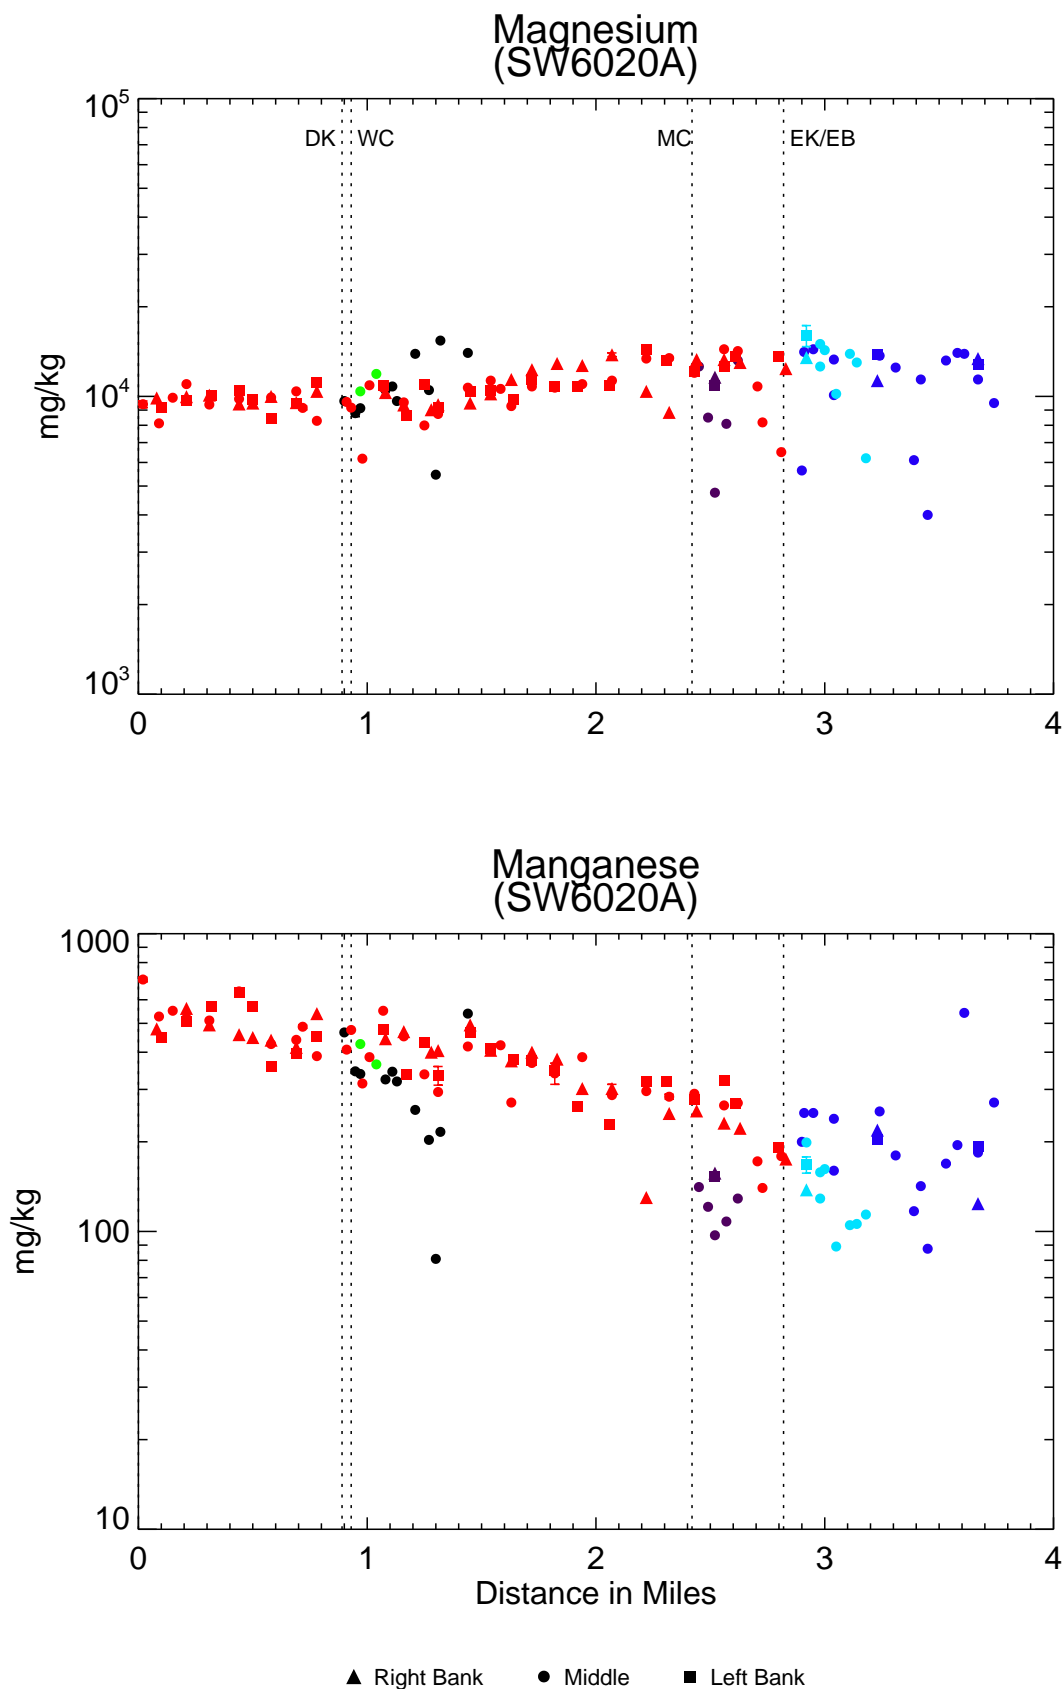 Magnesium
(SW6020A)
10^5
DK WC MC EK/EB
10^4
mg/kg
10^3
0 1 2 3 4
Manganese
(SW6020A)
1000
100
mg/kg
10
0 1 2 3 4
Distance in Miles
Right Bank Middle Left Bank